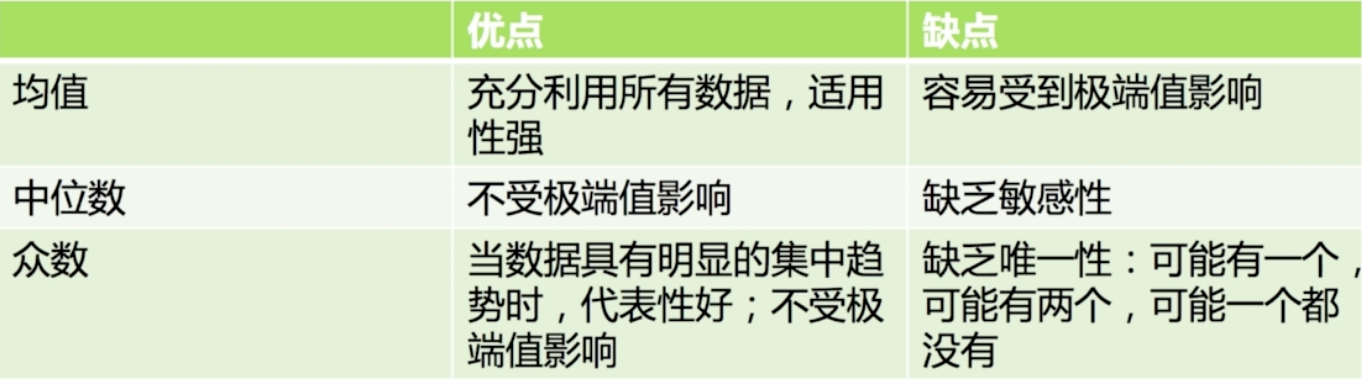 优点 缺点
均值 充分利用所有数据，适用 容易受到极端值影响
性强
中位数 不受极端值影响 缺乏敏感性
众数 当数据具有明显的集中趋 缺乏唯一性：可能有一个，
势时，代表性好；不受极 可能有两个，可能一个都
端值影响 没有